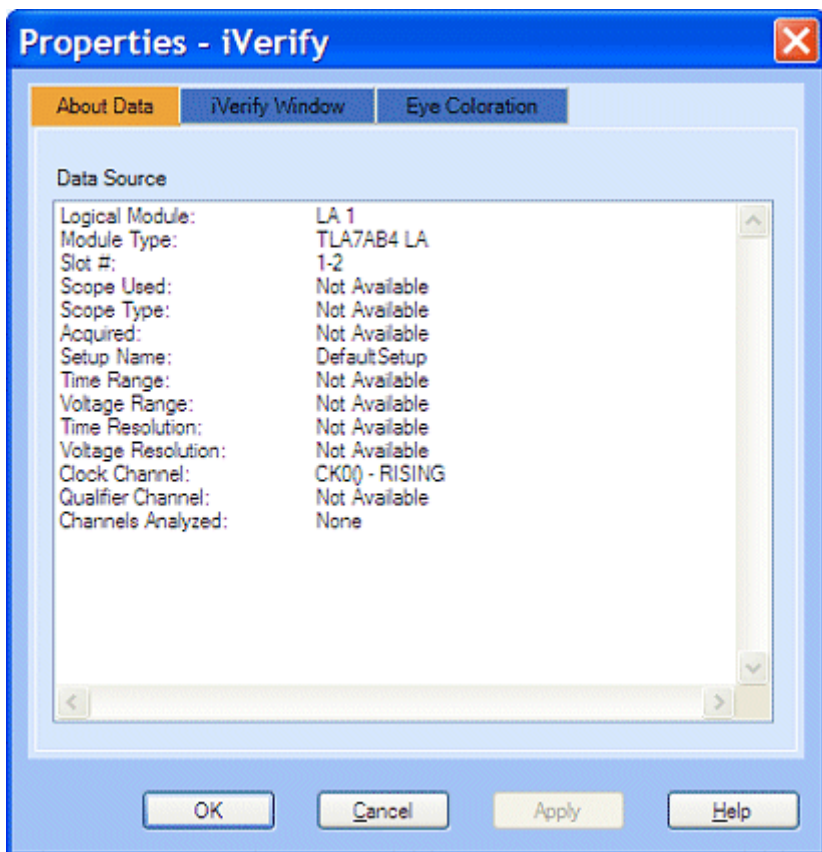 Properties - iVerify
About Data iVerify Window Eye Coloration
Data Source
Logical Module: LA 1
Module Type: TLA7AB4 LA
Slot #: 1-2
Scope Used: Not Available
Scope Type: Not Available
Acquired: Not Available
Setup Name: DefaultSetup
Time Range: Not Available
Voltage Range: Not Available
Time Resolution: Not Available
Voltage Resolution: Not Available
Clock Channel: CK0() - RISING
Qualifier Channel: Not Available
Channels Analyzed: None
OK Cancel Apply Help